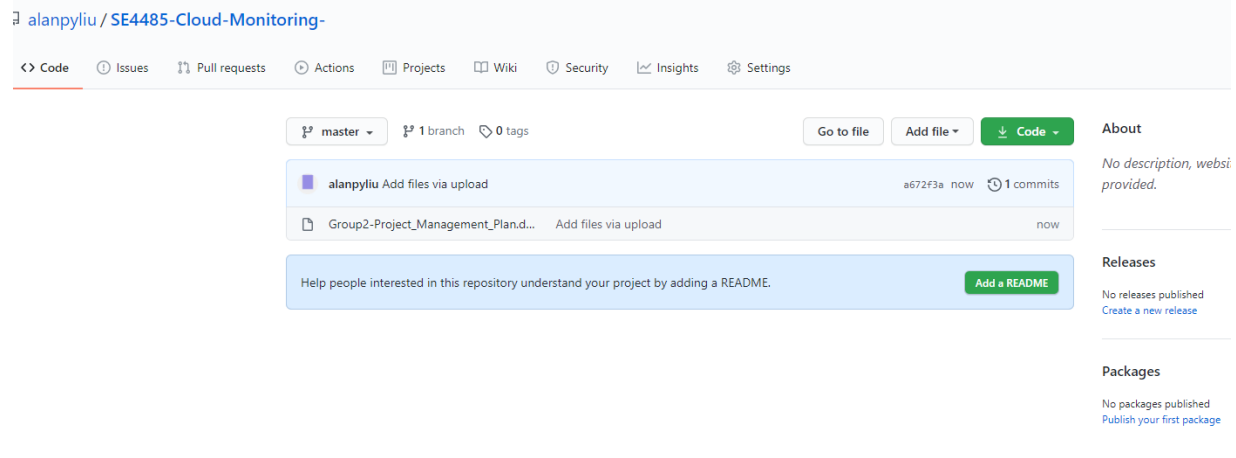 alanpyliu / SE4485-Cloud-Monitoring-
Code Issues Pull requests Actions Projects Wiki Security Insights Settings
master 1 branch 0 tags Go to file Add file Code
alanpyliu Add files via upload a672f3a now 1 commits
Group2-Project_Management_Plan.d... Add files via upload now
Help people interested in this repository understand your project by adding a README. Add a README
About
No description, websi
provided.
Releases
No releases published
Create a new release
Packages
No packages published
Publish your first package